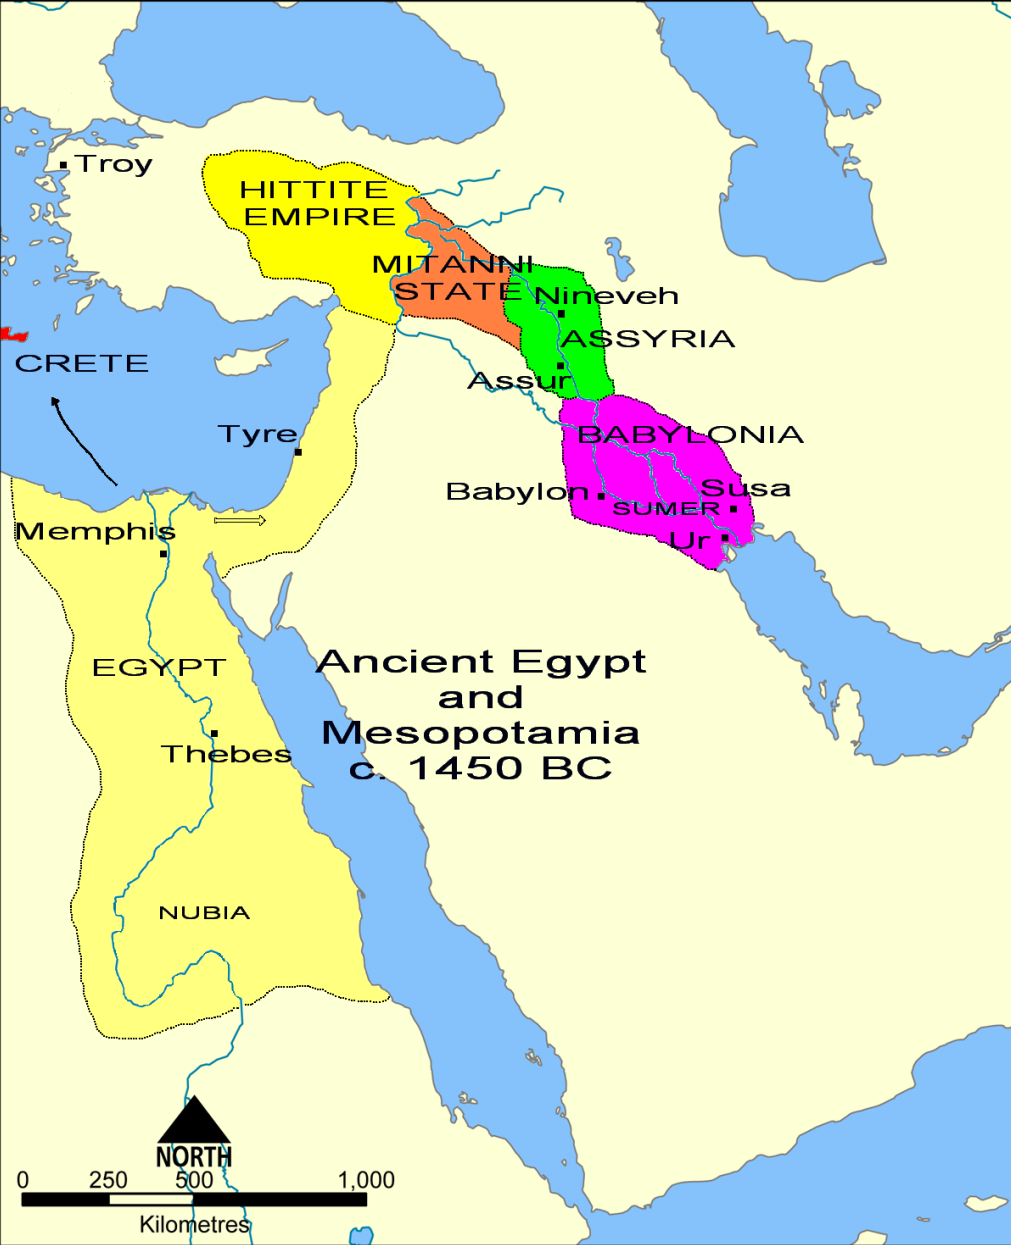 Troy
HITTITE
EMPIRE
MITANNI
STATE
Nineveh
ASSYRIA
CRETE
Assur
Tyre
BABYLONIA
Babylon
Susa
SUMER
Memphis
Ur
EGYPT
Ancient Egypt
and
Mesopotamia
c. 1450 BC
Thebes
NUBIA
NORTH
0 250 500 1,000
Kilometres